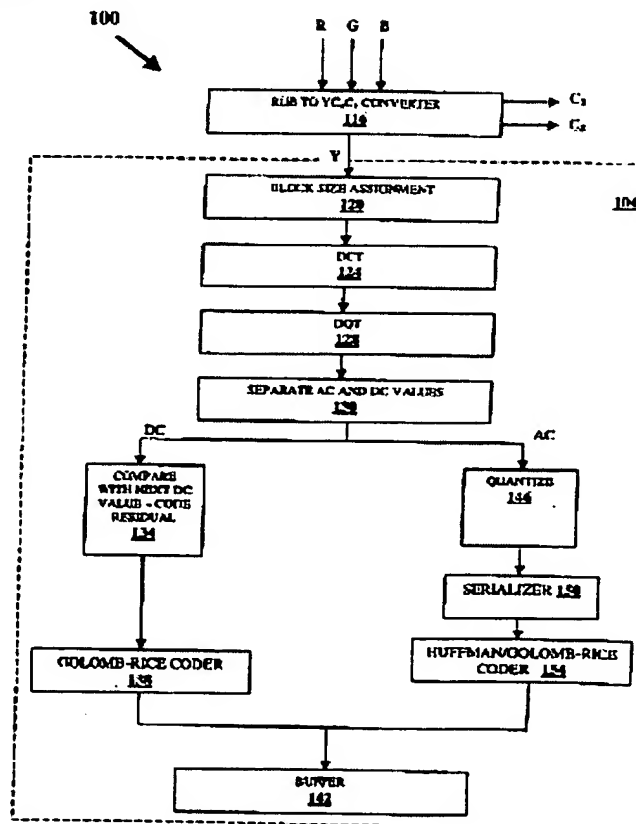 100
R G B
RGB TO YC₁C₂ CONVERTER
116
C₁
C₂
Y
BLOCK SIZE ASSIGNMENT
120
104
DCT
124
DQT
128
SEPARATE AC AND DC VALUES
130
DC
AC
COMPARE
WITH NEXT DC
VALUE - CODE
RESIDUAL
134
QUANTIZE
146
SERIALIZER 150
GOLOMB-RICE CODER
138
HUFFMAN/GOLOMB-RICE
CODER 154
BUFFER
142